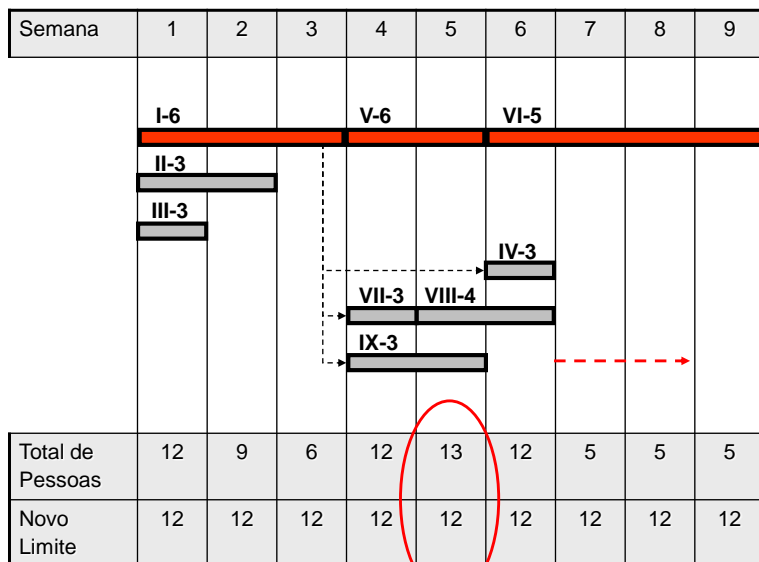 Semana 1 2 3 4 5 6 7 8 9
I-6 V-6 VI-5
II-3
III-3
IV-3
VII-3 VIII-4
IX-3
Total de
Pessoas 12 9 6 12 13 12 5 5 5
Novo
Limite 12 12 12 12 12 12 12 12 12